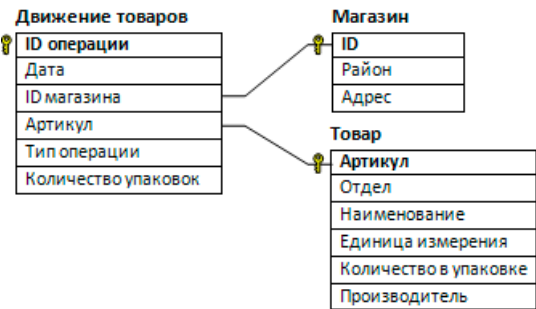 Движение товаров
ID операции
Дата
ID магазина
Артикул
Тип операции
Количество упаковок
Магазин
ID
Район
Адрес
Товар
Артикул
Отдел
Наименование
Единица измерения
Количество в упаковке
Производитель